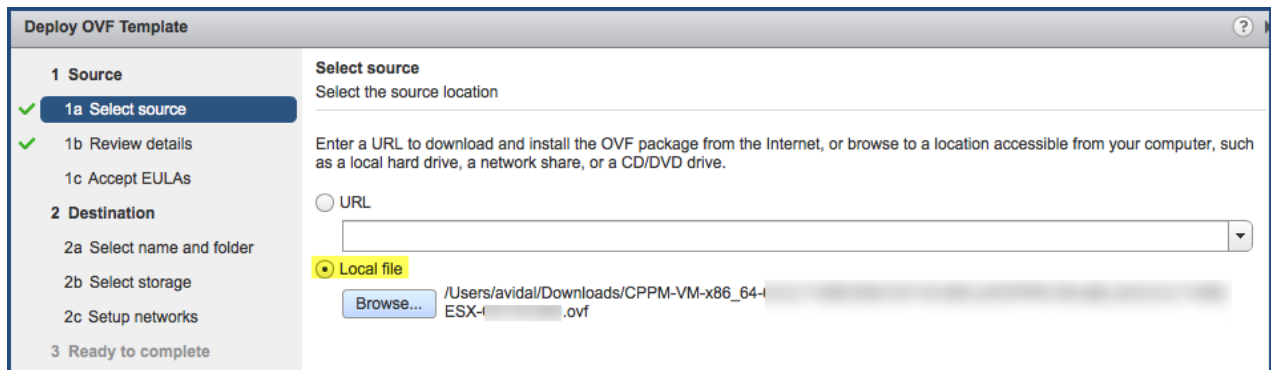 Deploy OVF Template
?
1 Source
1a Select source
1b Review details
1c Accept EULAs
2 Destination
2a Select name and folder
2b Select storage
2c Setup networks
3 Ready to complete
Select source
Select the source location
Enter a URL to download and install the OVF package from the Internet, or browse to a location accessible from your computer, such
as a local hard drive, a network share, or a CD/DVD drive.
URL
Local file
Browse...
/Users/avidal/Downloads/CPPM-VM-x86_64-
ESX- .ovf